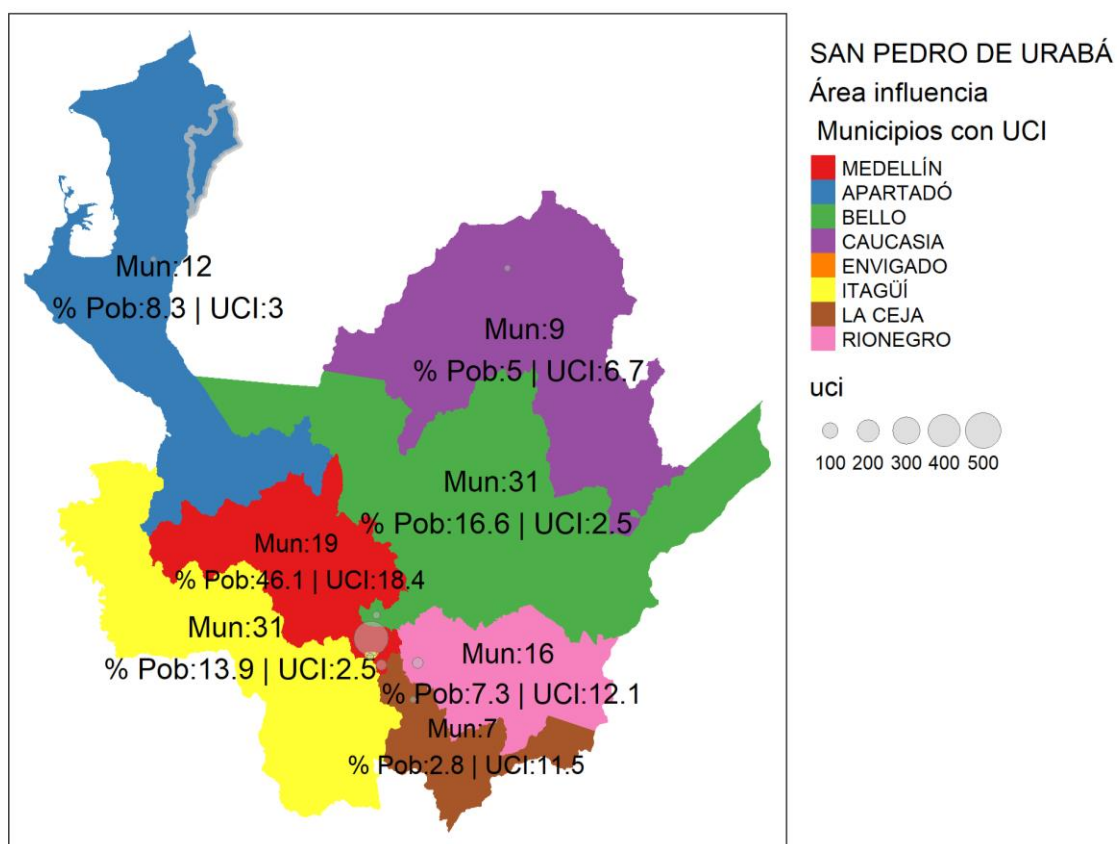 SAN PEDRO DE URABÁ
Área influencia
Municipios con UCI
MEDELLÍN
APARTADÓ
BELLO
CAUCASIA
ENVIGADO
ITAGÜÍ
LA CEJA
RIONEGRO
uci
100 200 300 400 500
Mun:12
% Pob:8.3 | UCI:3
Mun:9
% Pob:5 | UCI:6.7
Mun:31
% Pob:16.6 | UCI:2.5
Mun:19
% Pob:46.1 | UCI:18.4
Mun:31
% Pob:13.9 | UCI:2.5
Mun:16
% Pob:7.3 | UCI:12.1
Mun:7
% Pob:2.8 | UCI:11.5